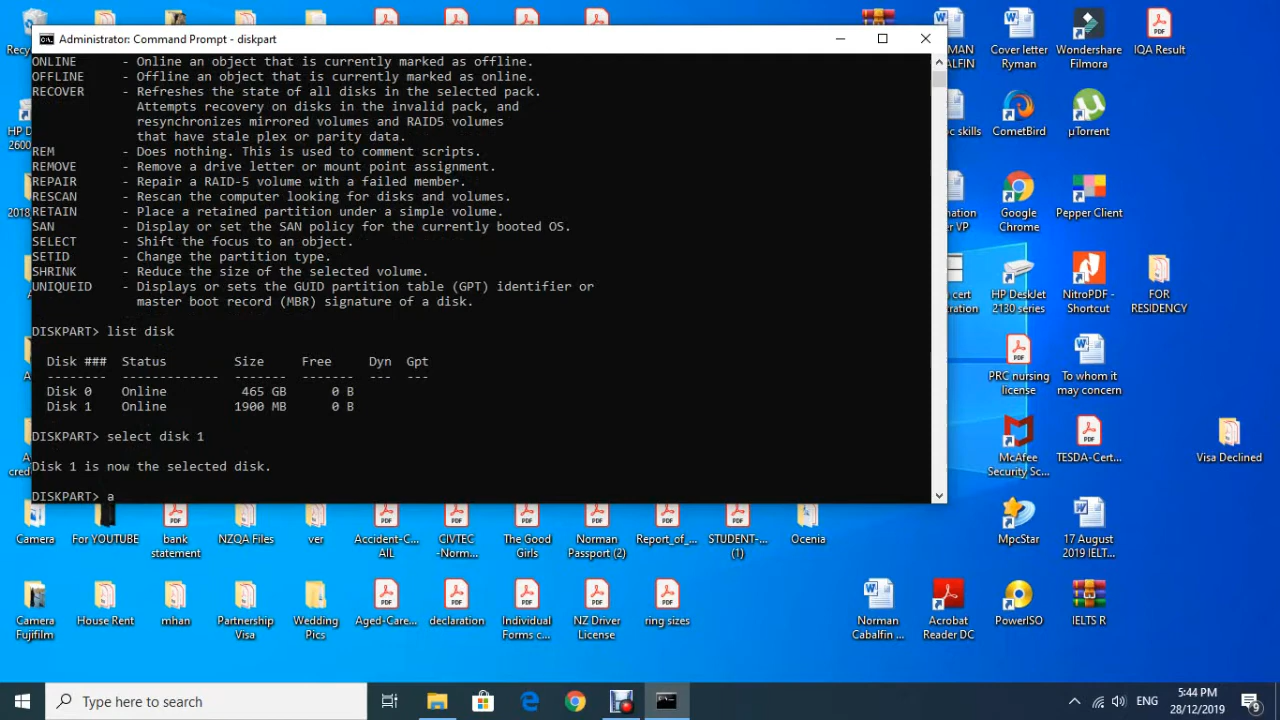 Administrator: Command Prompt - diskpart
ONLINE - Online an object that is currently marked as offline.
OFFLINE - Offline an object that is currently marked as online.
RECOVER - Refreshes the state of all disks in the selected pack.
Attempts recovery on disks in the invalid pack, and
resynchronizes mirrored volumes and RAID5 volumes
that have stale plex or parity data.
REM - Does nothing. This is used to comment scripts.
REMOVE - Remove a drive letter or mount point assignment.
REPAIR - Repair a RAID-5 volume with a failed member.
RESCAN - Rescan the computer looking for disks and volumes.
RETAIN - Place a retained partition under a simple volume.
SAN - Display or set the SAN policy for the currently booted OS.
SELECT - Shift the focus to an object.
SETID - Change the partition type.
SHRINK - Reduce the size of the selected volume.
UNIQUEID - Displays or sets the GUID partition table (GPT) identifier or
master boot record (MBR) signature of a disk.
DISKPART> list disk
Disk ### Status Size Free Dyn Gpt
-------- ------------- ------- ------- --- ---
Disk 0 Online 465 GB 0 B
Disk 1 Online 1900 MB 0 B
DISKPART> select disk 1
Disk 1 is now the selected disk.
DISKPART> a
Cover letter
Ryman
Wondershare
Filmora
IQA Result
CometBird
µTorrent
Google
Chrome
Pepper Client
HP DeskJet
2130 series
NitroPDF -
Shortcut
FOR
RESIDENCY
PRC nursing
license
To whom it
may concern
McAfee
Security Sc...
TESDA-Cert...
Visa Declined
Camera
For YOUTUBE
bank
statement
NZQA Files
ver
Accident-C...
AIL
CIVTEC
-Norm...
The Good
Girls
Norman
Passport (2)
Report_of_...
STUDENT-...
(1)
Ocenia
MpcStar
17 August
2019 IELT...
Camera
Fujifilm
House Rent
mhan
Partnership
Visa
Wedding
Pics
Aged-Care...
declaration
Individual
Forms c...
NZ Driver
License
ring sizes
Norman
Cabalfin ...
Acrobat
Reader DC
PowerISO
IELTS R
Type here to search
ENG
5:44 PM
28/12/2019
9